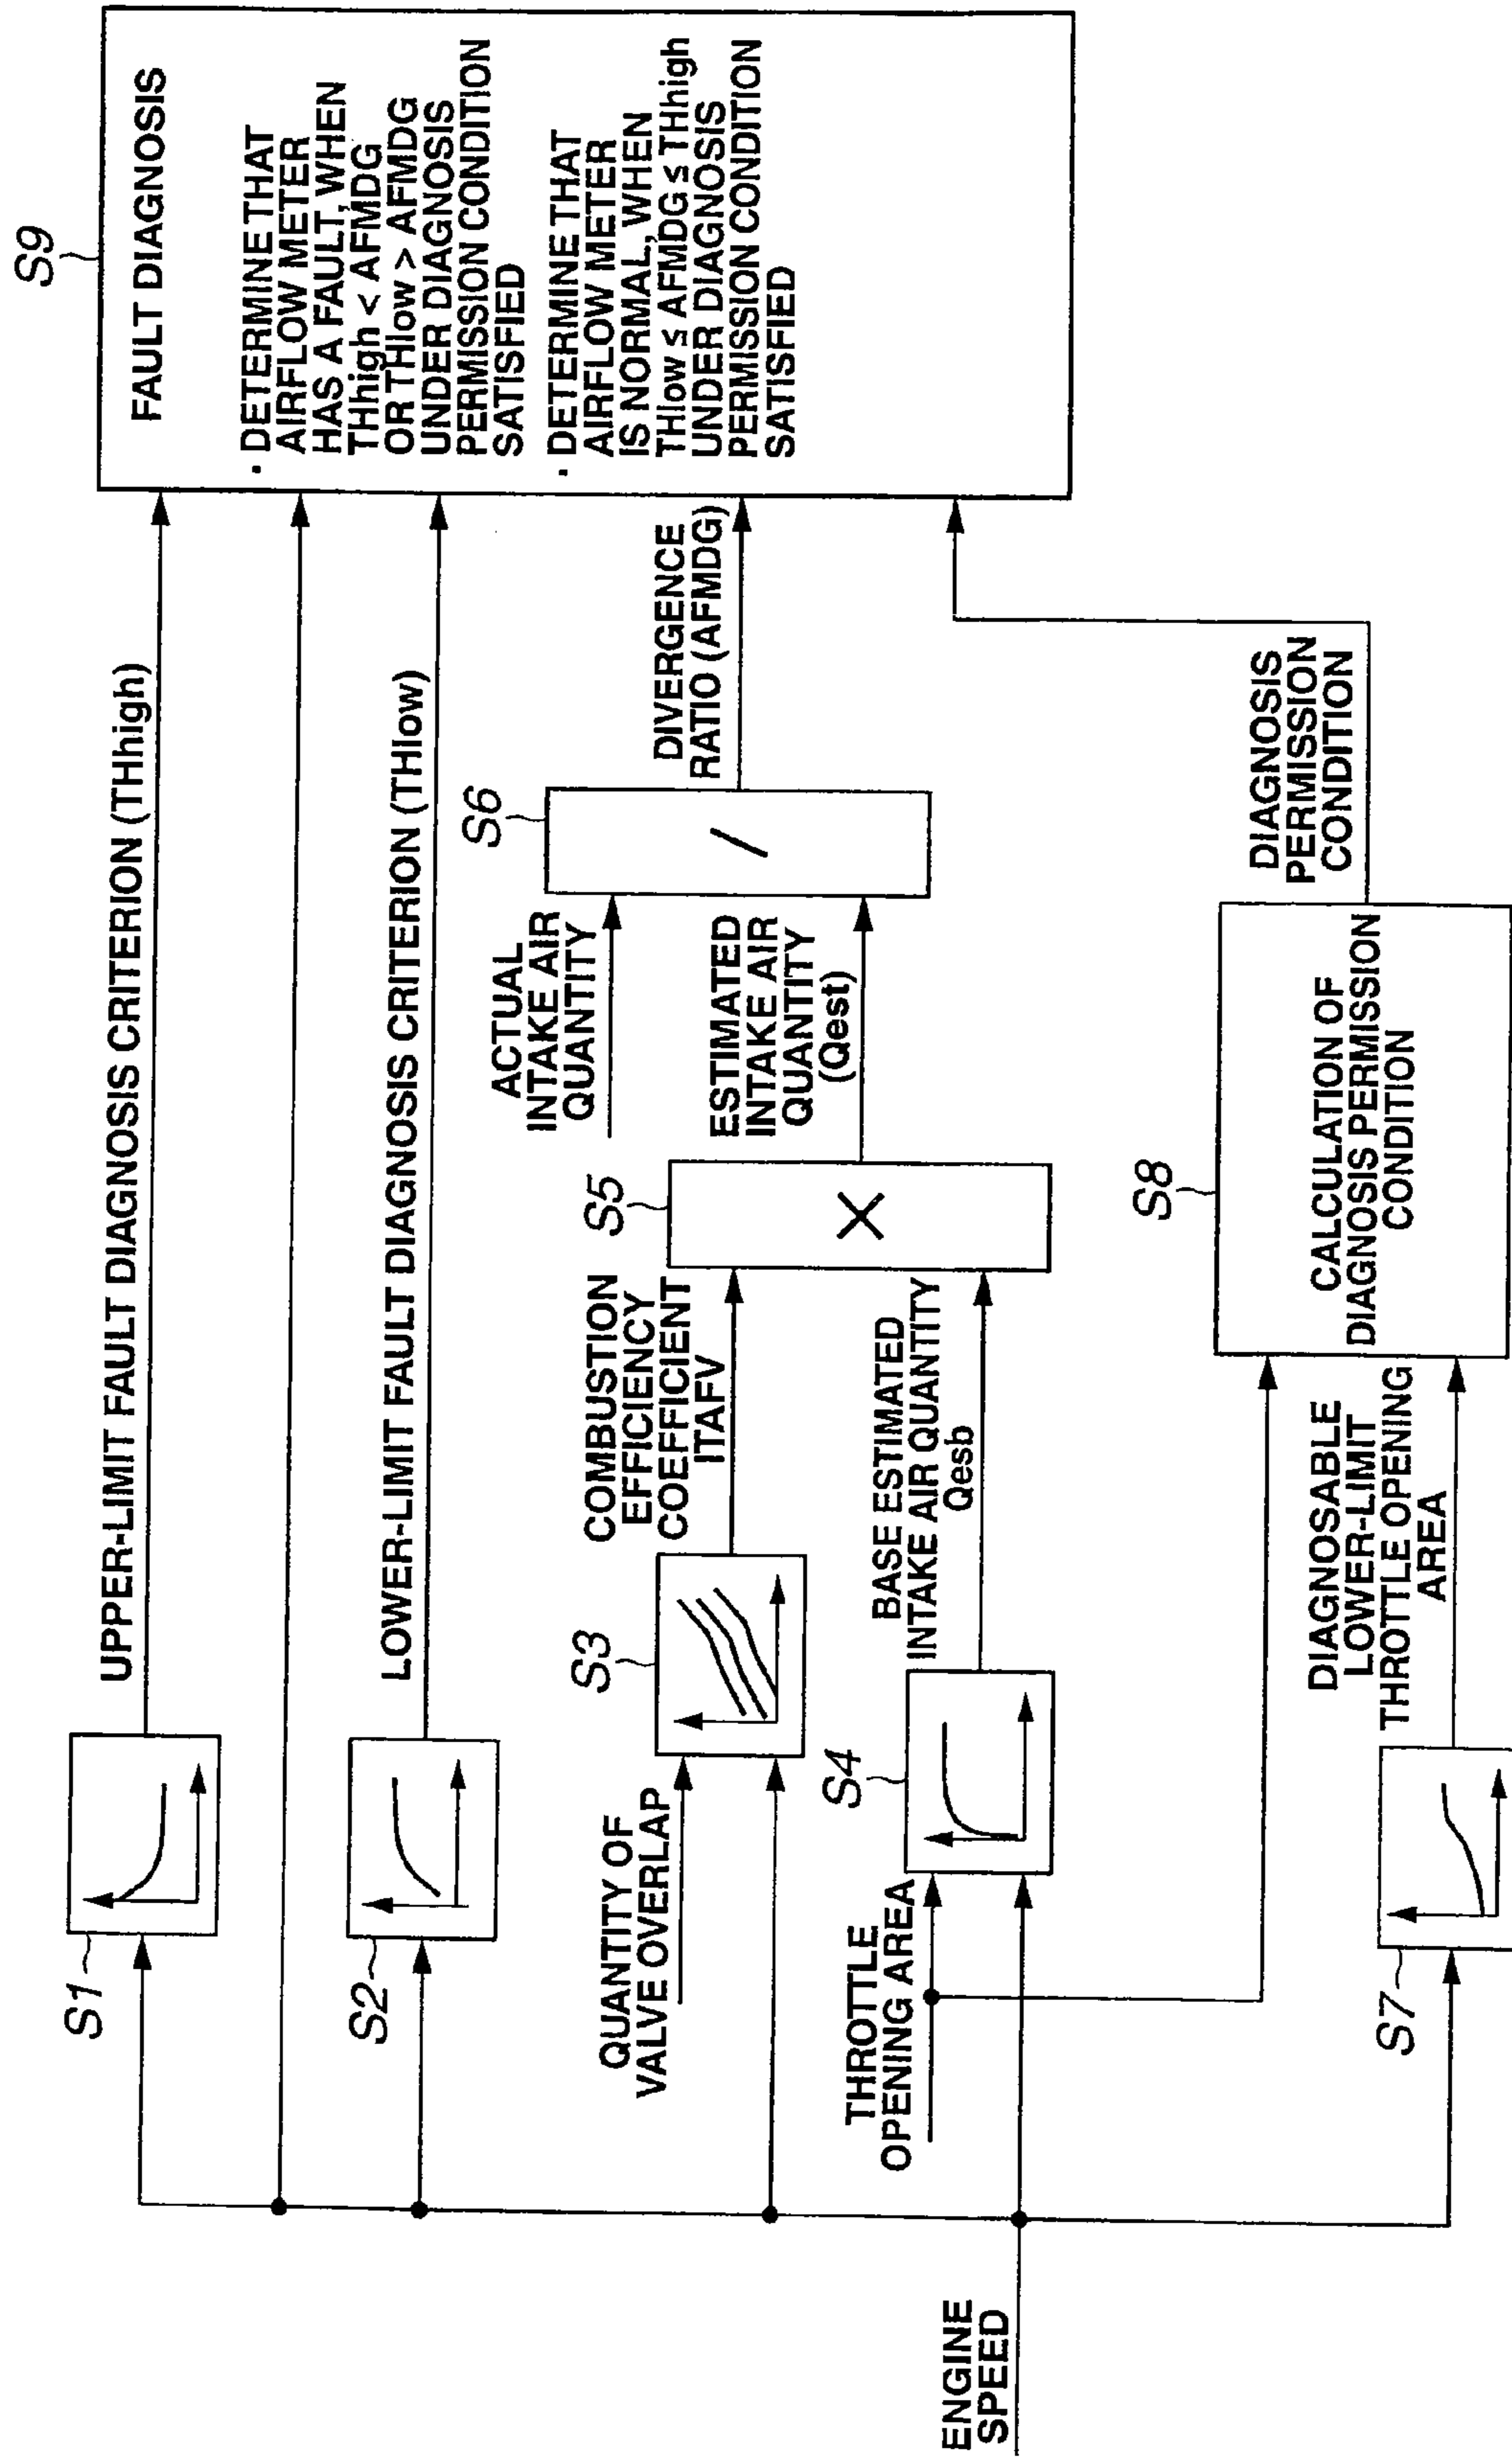 S1
UPPER-LIMIT FAULT DIAGNOSIS CRITERION (THhigh)
S2
LOWER-LIMIT FAULT DIAGNOSIS CRITERION (THlow)
QUANTITY OF
VALVE OVERLAP
S3
COMBUSTION
EFFICIENCY
COEFFICIENT
ITAFV
THROTTLE
OPENING AREA
S4
BASE ESTIMATED
INTAKE AIR QUANTITY
Qesb
ENGINE
SPEED
S5
×
ACTUAL
INTAKE AIR
QUANTITY
ESTIMATED
INTAKE AIR
QUANTITY
(Qest)
S6
/
DIVERGENCE
RATIO (AFMDG)
S7
DIAGNOSABLE
LOWER-LIMIT
THROTTLE OPENING
AREA
S8
CALCULATION OF
DIAGNOSIS PERMISSION
CONDITION
DIAGNOSIS
PERMISSION
CONDITION
S9
FAULT DIAGNOSIS
· DETERMINE THAT
AIRFLOW METER
HAS A FAULT, WHEN
THhigh < AFMDG
OR THlow > AFMDG
UNDER DIAGNOSIS
PERMISSION CONDITION
SATISFIED
· DETERMINE THAT
AIRFLOW METER
IS NORMAL, WHEN
THlow ≤ AFMDG ≤ THhigh
UNDER DIAGNOSIS
PERMISSION CONDITION
SATISFIED